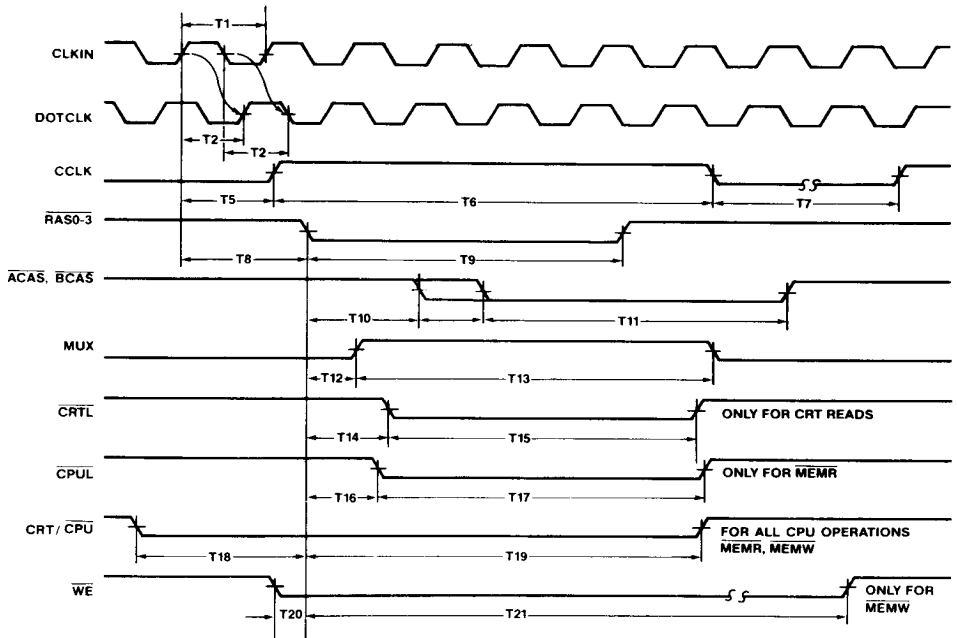 T1
CLKIN
DOTCLK
T2
T2
CCLK
T5
T6
T7
RAS0-3
T8
T9
ACAS, BCAS
T10
T11
MUX
T12
T13
CRTL
ONLY FOR CRT READS
T14
T15
CPUL
ONLY FOR MEMR
T16
T17
CRT/CPU
FOR ALL CPU OPERATIONS
MEMR, MEMW
T18
T19
WE
ONLY FOR
MEMW
T20
T21